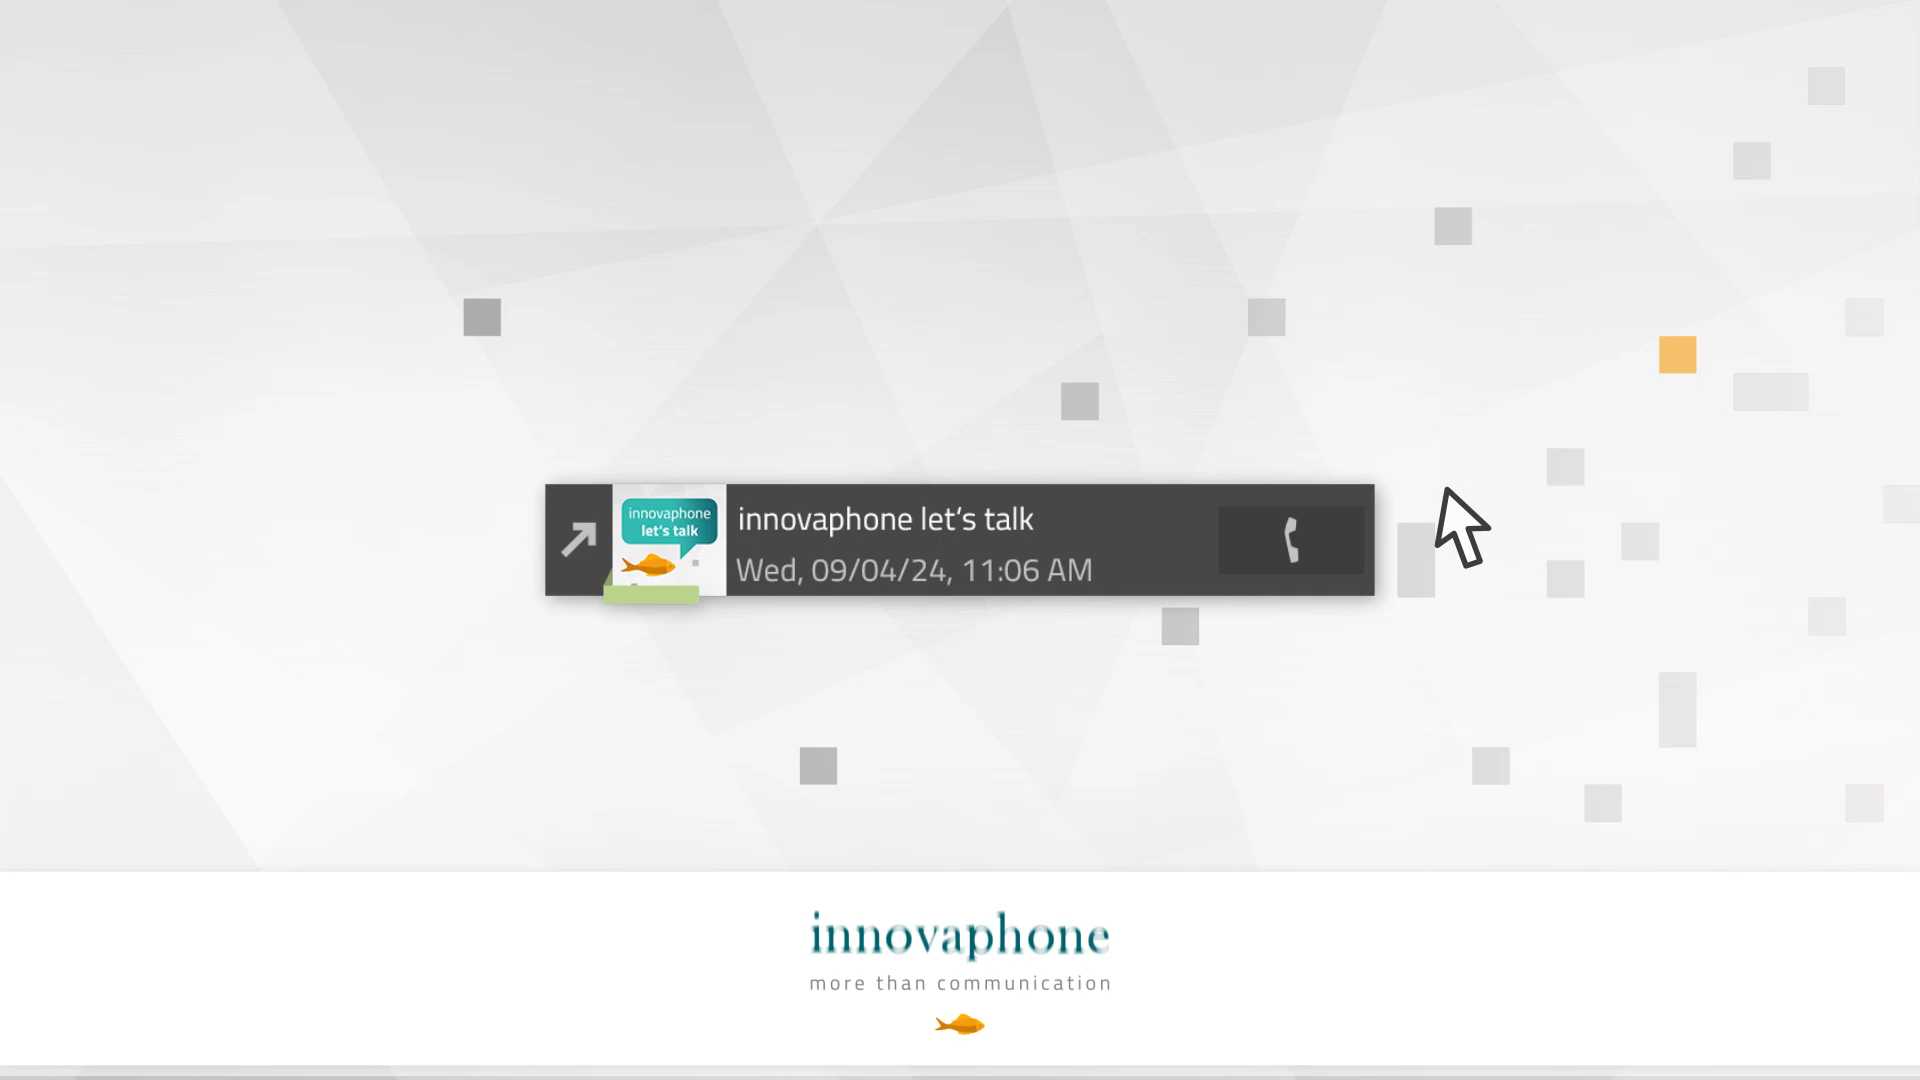 innovaphone
let‘s talk
innovaphone let‘s talk
Wed, 09/04/24, 11:06 AM
innovaphone
more than communication